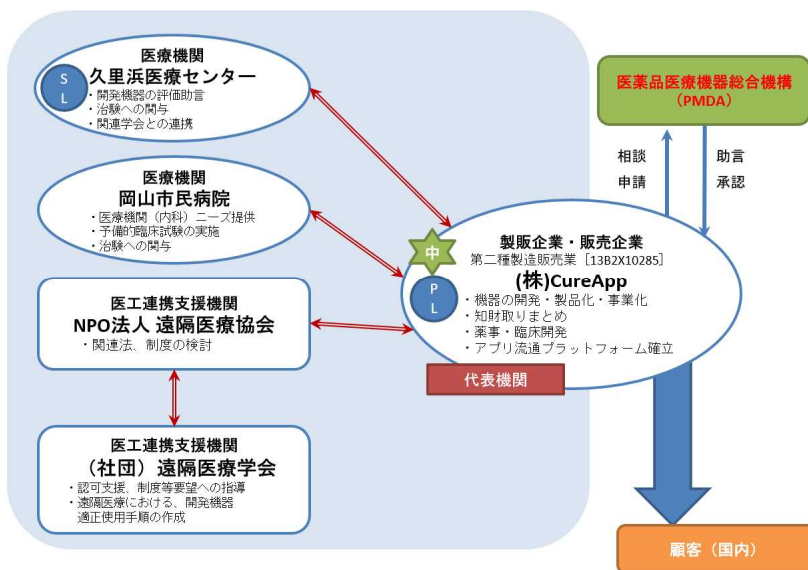 医療機関
久里浜医療センター
SL
・開発機器の評価助言
・治験への関与
・関連学会との連携
医療機関
岡山市民病院
・医療機関（内科）ニーズ提供
・予備的臨床試験の実施
・治験への関与
医工連携支援機関
NPO法人 遠隔医療協会
・関連法、制度の検討
医工連携支援機関
（社団）遠隔医療学会
・認可支援、制度等要望への指導
・遠隔医療における、開発機器
適正使用手順の作成
医薬品医療機器総合機構
（PMDA）
相談
申請
助言
承認
中
製販企業・販売企業
第二種製造販売業［13B2X10285］
(株)CureApp
PL
・機器の開発・製品化・事業化
・知財取りまとめ
・薬事・臨床開発
・アプリ流通プラットフォーム確立
代表機関
顧客（国内）